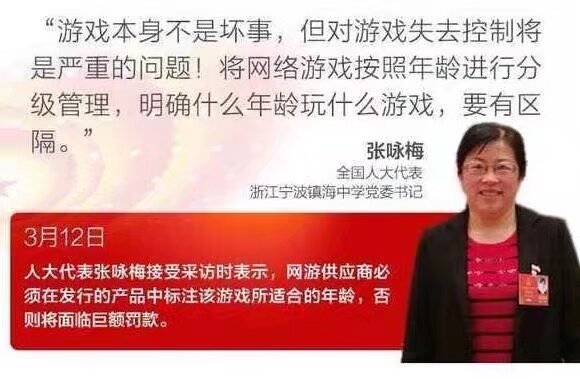 “游戏本身不是坏事，但对游戏失去控制将
是严重的问题！将网络游戏按照年龄进行分
级管理，明确什么年龄玩什么游戏，要有区
隔。”
张咏梅
全国人大代表
浙江宁波镇海中学党委书记
3月12日
人大代表张咏梅接受采访时表示，网游供应商必
须在发行的产品中标注该游戏所适合的年龄，否
则将面临巨额罚款。